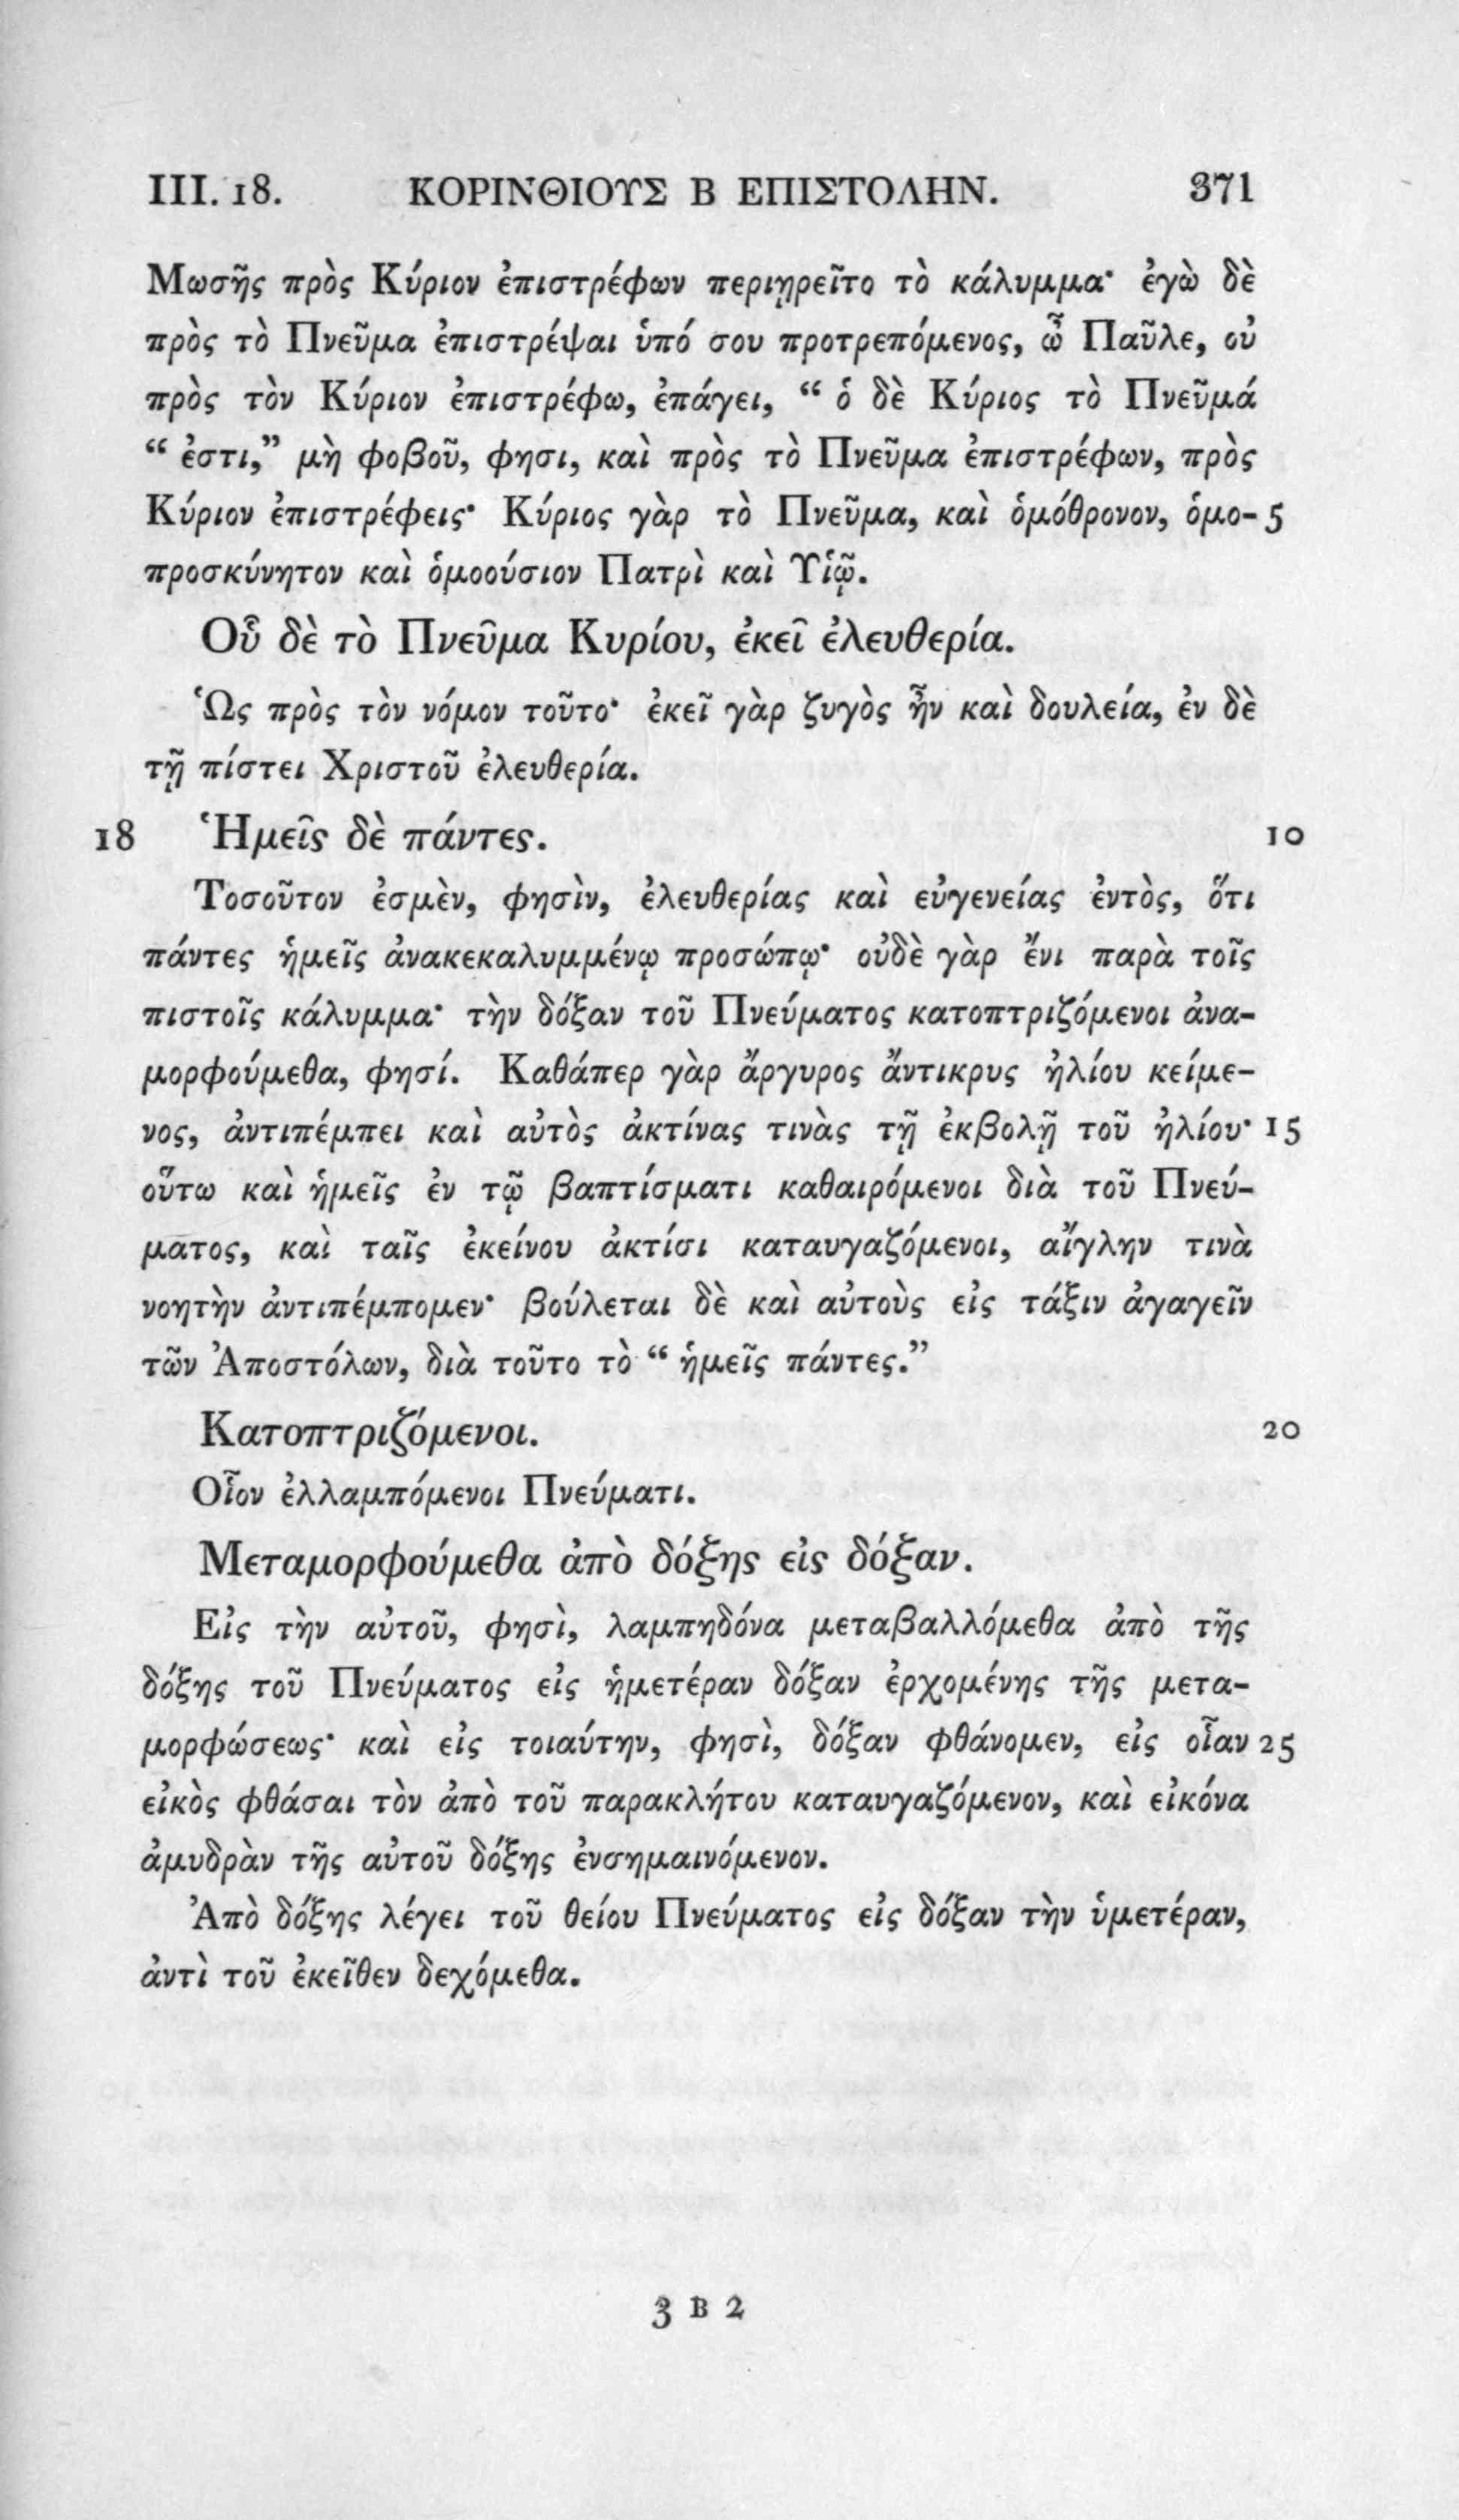 III. 18. ΚΟΡΙΝΘΙΟΥΣ Β ΕΠΙΣΤΟΛΗΝ. 371
Μωσῆς πρὸς Κύριον ἐπιστρέφων περιῃρεῖτο τὸ κάλυμμα· ἐγὼ δὲ
πρὸς τὸ Πνεῦμα ἐπιστρέψαι ὑπό σου προτρεπόμενος, ὦ Παῦλε, οὐ
πρὸς τὸν Κύριον ἐπιστρέφω, ἐπάγει, “ ὁ δὲ Κύριος τὸ Πνεῦμά
“ ἐστι,” μὴ φοβοῦ, φησι, καὶ πρὸς τὸ Πνεῦμα ἐπιστρέφων, πρὸς
Κύριον ἐπιστρέφεις· Κύριος γὰρ τὸ Πνεῦμα, καὶ ὁμόθρονον, ὁμο- 5
προσκύνητον καὶ ὁμοούσιον Πατρὶ καὶ Υἱῷ.
Οὗ δὲ τὸ Πνεῦμα Κυρίου, ἐκεῖ ἐλευθερία.
Ὡς πρὸς τὸν νόμον τοῦτο· ἐκεῖ γὰρ ζυγὸς ἦν καὶ δουλεία, ἐν δὲ
τῇ πίστει Χριστοῦ ἐλευθερία.
18 Ἡμεῖς δὲ πάντες. 10
Τοσοῦτον ἐσμὲν, φησὶν, ἐλευθερίας καὶ εὐγενείας ἐντὸς, ὅτι
πάντες ἡμεῖς ἀνακεκαλυμμένῳ προσώπῳ· οὐδὲ γὰρ ἔνι παρὰ τοῖς
πιστοῖς κάλυμμα· τὴν δόξαν τοῦ Πνεύματος κατοπτριζόμενοι ἀνα-
μορφούμεθα, φησί. Καθάπερ γὰρ ἄργυρος ἄντικρυς ἡλίου κείμε-
νος, ἀντιπέμπει καὶ αὐτὸς ἀκτίνας τινὰς τῇ ἐκβολῇ τοῦ ἡλίου· 15
οὕτω καὶ ἡμεῖς ἐν τῷ βαπτίσματι καθαιρόμενοι διὰ τοῦ Πνεύ-
ματος, καὶ ταῖς ἐκείνου ἀκτίσι καταυγαζόμενοι, αἴγλην τινὰ
νοητὴν ἀντιπέμπομεν· βούλεται δὲ καὶ αὐτοὺς εἰς τάξιν ἀγαγεῖν
τῶν Ἀποστόλων, διὰ τοῦτο τὸ “ ἡμεῖς πάντες.”
Κατοπτριζόμενοι. 20
Οἷον ἐλλαμπόμενοι Πνεύματι.
Μεταμορφούμεθα ἀπὸ δόξης εἰς δόξαν.
Εἰς τὴν αὐτοῦ, φησὶ, λαμπηδόνα μεταβαλλόμεθα ἀπὸ τῆς
δόξης τοῦ Πνεύματος εἰς ἡμετέραν δόξαν ἐρχομένης τῆς μετα-
μορφώσεως· καὶ εἰς τοιαύτην, φησὶ, δόξαν φθάνομεν, εἰς οἷαν 25
εἰκὸς φθάσαι τὸν ἀπὸ τοῦ παρακλήτου καταυγαζόμενον, καὶ εἰκόνα
ἀμυδρὰν τῆς αὐτοῦ δόξης ἐνσημαινόμενον.
Ἀπὸ δόξης λέγει τοῦ θείου Πνεύματος εἰς δόξαν τὴν ὑμετέραν,
ἀντὶ τοῦ ἐκεῖθεν δεχόμεθα.
3 B 2